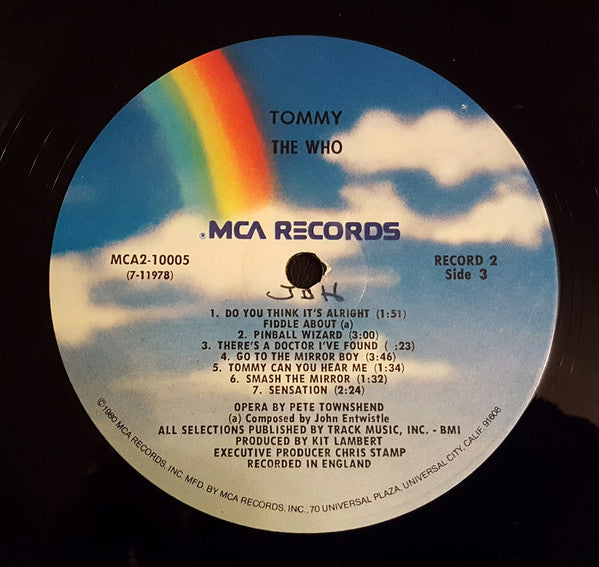 TOMMY
THE WHO
MCA RECORDS
MCA2-10005
(7-11978)
RECORD 2
Side 3
JDH
1. DO YOU THINK IT'S ALRIGHT (1:51)
FIDDLE ABOUT (a)
2. PINBALL WIZARD (3:00)
3. THERE'S A DOCTOR I'VE FOUND ( :23)
4. GO TO THE MIRROR BOY (3:46)
5. TOMMY CAN YOU HEAR ME (1:34)
6. SMASH THE MIRROR (1:32)
7. SENSATION (2:24)
OPERA BY PETE TOWNSHEND
(a) Composed by John Entwistle
ALL SELECTIONS PUBLISHED BY TRACK MUSIC, INC. - BMI
PRODUCED BY KIT LAMBERT
EXECUTIVE PRODUCER CHRIS STAMP
RECORDED IN ENGLAND
©1980 MCA RECORDS, INC. MFD. BY MCA RECORDS, INC., 70 UNIVERSAL PLAZA, UNIVERSAL CITY, CALIF. 91608